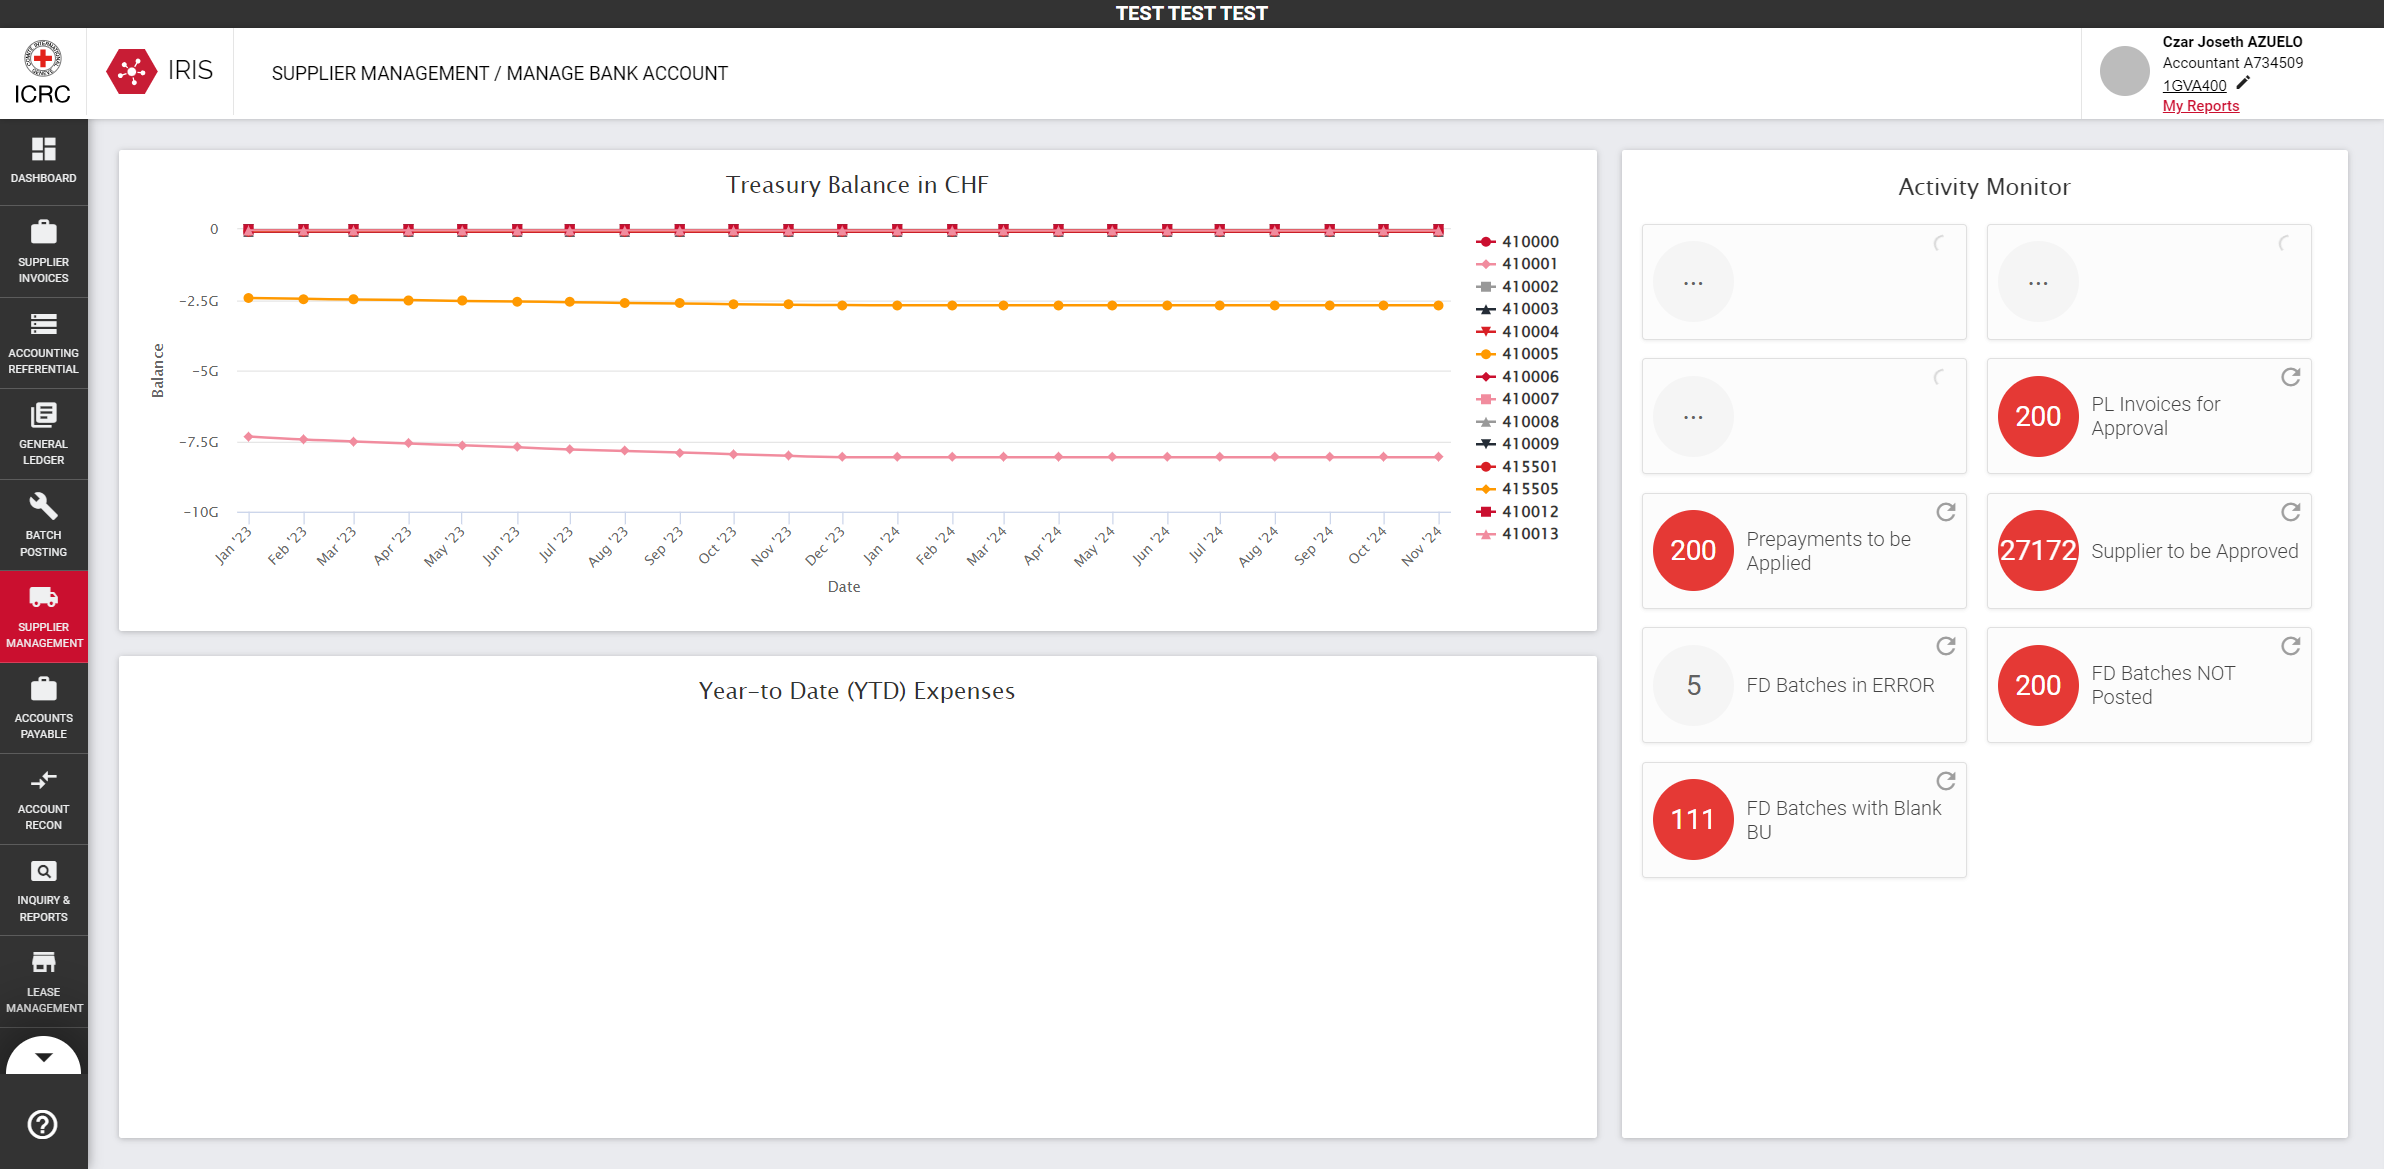 TEST TEST TEST
ICRC
IRIS
SUPPLIER MANAGEMENT / MANAGE BANK ACCOUNT
Czar Joseth AZUELO
Accountant A734509
1GVA400
My Reports
DASHBOARD
SUPPLIER
INVOICES
ACCOUNTING
REFERENTIAL
GENERAL
LEDGER
BATCH
POSTING
SUPPLIER
MANAGEMENT
ACCOUNTS
PAYABLE
ACCOUNT
RECON
INQUIRY &
REPORTS
LEASE
MANAGEMENT
Treasury Balance in CHF
Balance
0
-2.5G
-5G
-7.5G
-10G
Jan '23
Feb '23
Mar '23
Apr '23
May '23
Jun '23
Jul '23
Aug '23
Sep '23
Oct '23
Nov '23
Dec '23
Jan '24
Feb '24
Mar '24
Apr '24
May '24
Jun '24
Jul '24
Aug '24
Sep '24
Oct '24
Nov '24
Date
410000
410001
410002
410003
410004
410005
410006
410007
410008
410009
415501
415505
410012
410013
Year-to Date (YTD) Expenses
Activity Monitor
...
...
...
200
PL Invoices for
Approval
200
Prepayments to be
Applied
27172
Supplier to be Approved
5
FD Batches in ERROR
200
FD Batches NOT
Posted
111
FD Batches with Blank
BU